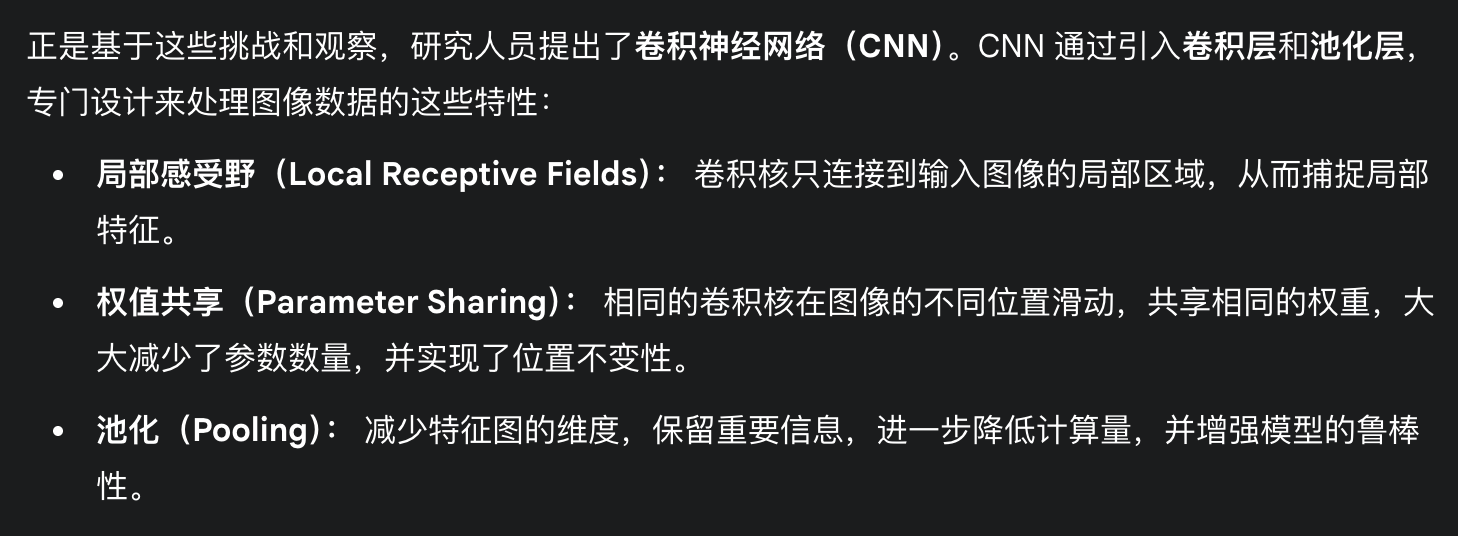 正是基于这些挑战和观察，研究人员提出了卷积神经网络（CNN）。CNN 通过引入卷积层和池化层，
专门设计来处理图像数据的这些特性：
• 局部感受野（Local Receptive Fields）： 卷积核只连接到输入图像的局部区域，从而捕捉局部
特征。
• 权值共享（Parameter Sharing）： 相同的卷积核在图像的不同位置滑动，共享相同的权重，大
大减少了参数数量，并实现了位置不变性。
• 池化（Pooling）： 减少特征图的维度，保留重要信息，进一步降低计算量，并增强模型的鲁棒
性。